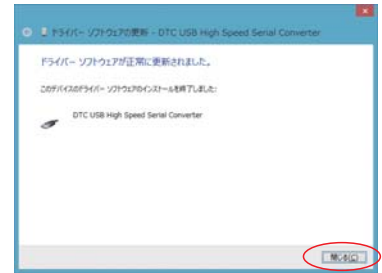 ドライバー ソフトウェアの更新 - DTC USB High Speed Serial Converter
ドライバー ソフトウェアが正常に更新されました。
このデバイスのドライバー ソフトウェアのインストールを終了しました:
DTC USB High Speed Serial Converter
閉じる(C)